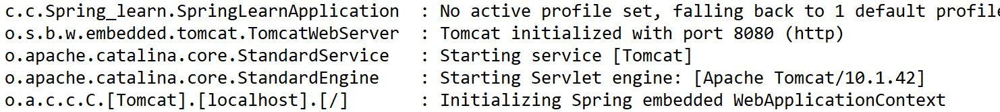 c.c.Spring_learn.SpringLearnApplication  : No active profile set, falling back to 1 default profile
o.s.b.w.embedded.tomcat.TomcatWebServer  : Tomcat initialized with port 8080 (http)
o.apache.catalina.core.StandardService   : Starting service [Tomcat]
o.apache.catalina.core.StandardEngine    : Starting Servlet engine: [Apache Tomcat/10.1.42]
o.a.c.c.C.[Tomcat].[localhost].[/]       : Initializing Spring embedded WebApplicationContext